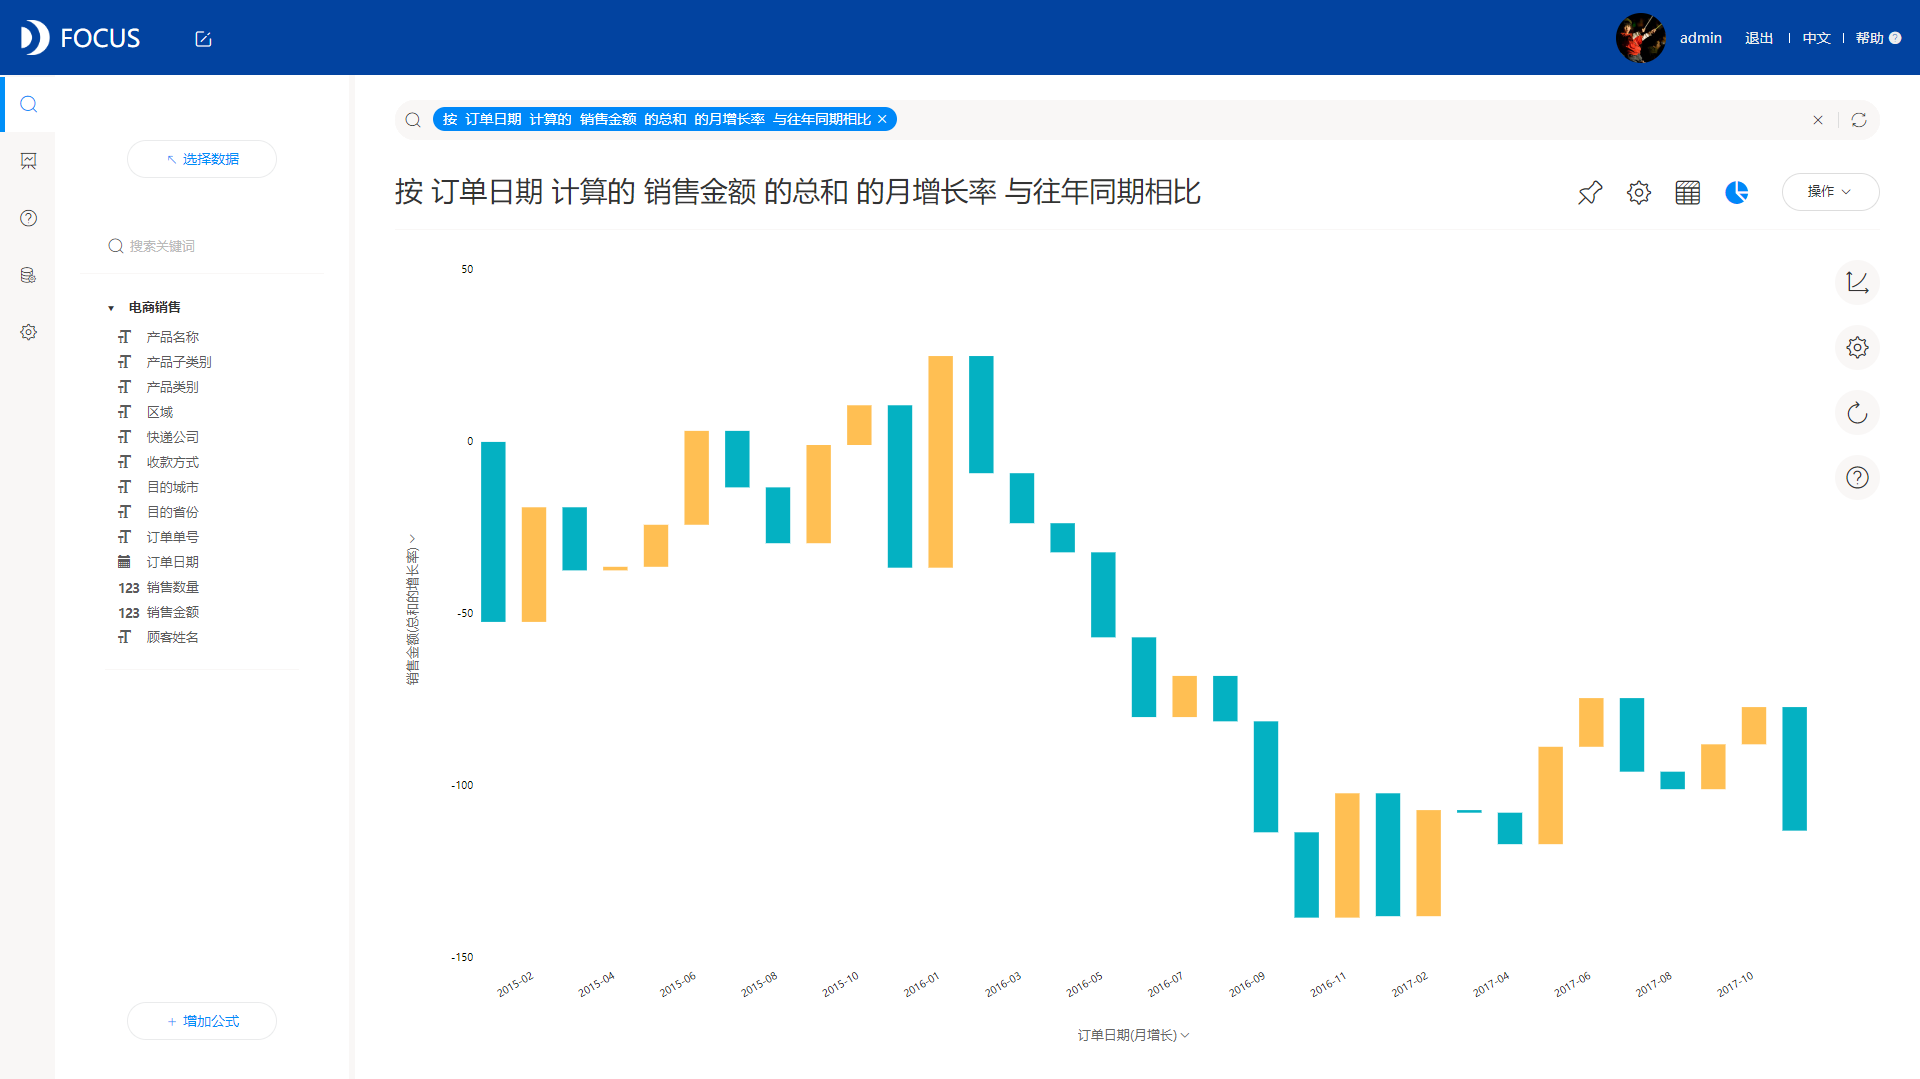 FOCUS
admin 退出 中文 帮助
选择数据
搜索关键词
电商销售
产品名称
产品子类别
产品类别
区域
快递公司
收款方式
目的城市
目的省份
订单单号
订单日期
123 销售数量
123 销售金额
顾客姓名
+ 增加公式
按 订单日期 计算的 销售金额 的总和 的月增长率 与往年同期相比 ×
按 订单日期 计算的 销售金额 的总和 的月增长率 与往年同期相比
操作
50
0
-50
-100
-150
销售金额(总和的增长率)
2015-02
2015-04
2015-06
2015-08
2015-10
2016-01
2016-03
2016-05
2016-07
2016-09
2016-11
2017-02
2017-04
2017-06
2017-08
2017-10
订单日期(月增长)